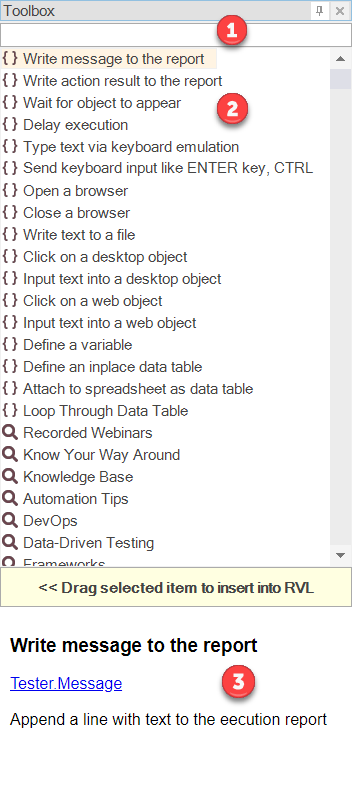 Toolbox
1
{} Write message to the report
{} Write action result to the report
{} Wait for object to appear
2
{} Delay execution
{} Type text via keyboard emulation
{} Send keyboard input like ENTER key, CTRL
{} Open a browser
{} Close a browser
{} Write text to a file
{} Click on a desktop object
{} Input text into a desktop object
{} Click on a web object
{} Input text into a web object
{} Define a variable
{} Define an inplace data table
{} Attach to spreadsheet as data table
{} Loop Through Data Table
Recorded Webinars
Know Your Way Around
Knowledge Base
Automation Tips
DevOps
Data-Driven Testing
Frameworks
<< Drag selected item to insert into RVL
Write message to the report
Tester.Message
3
Append a line with text to the eecution report